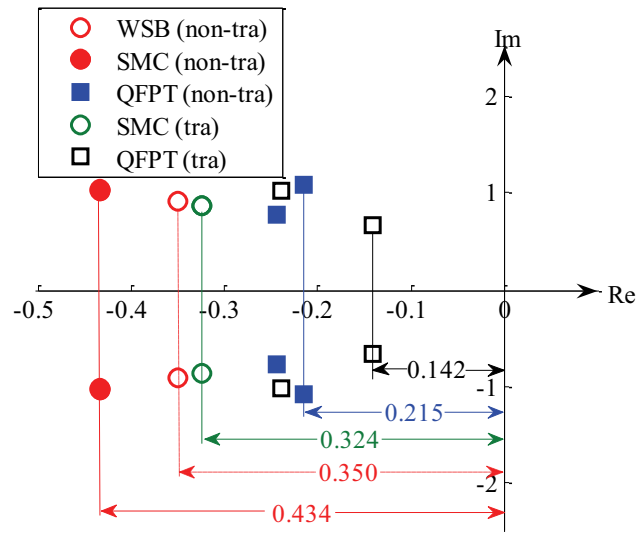 WSB (non-tra)
SMC (non-tra)
QFPT (non-tra)
SMC (tra)
QFPT (tra)
Im
2
1
-0.5
-0.4
-0.3
-0.2
-0.1
0
Re
0.142
-1
0.215
0.324
0.350
-2
0.434